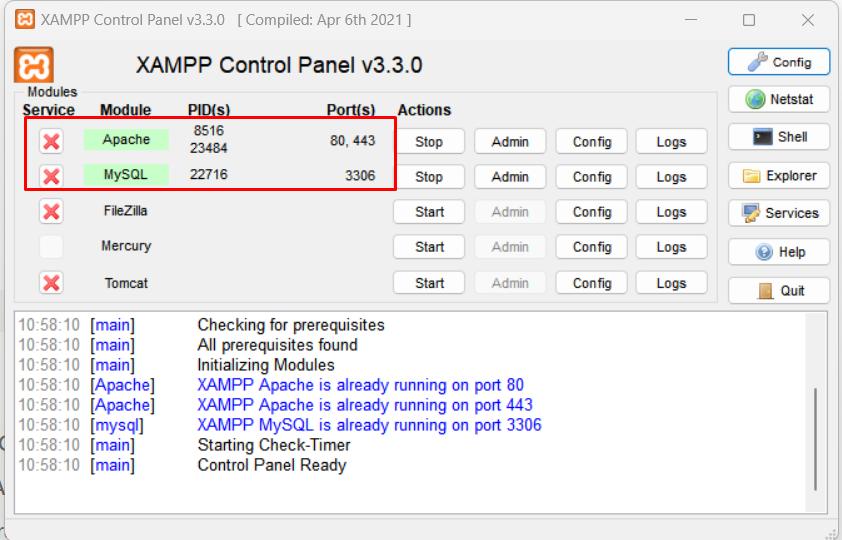 XAMPP Control Panel v3.3.0 [ Compiled: Apr 6th 2021 ]
XAMPP Control Panel v3.3.0
Config
Modules
Service Module PID(s) Port(s) Actions
Netstat
Apache 8516 23484 80, 443 Stop Admin Config Logs
Shell
MySQL 22716 3306 Stop Admin Config Logs
Explorer
FileZilla Start Admin Config Logs
Services
Mercury Start Admin Config Logs
Help
Tomcat Start Admin Config Logs
Quit
10:58:10 [main] Checking for prerequisites
10:58:10 [main] All prerequisites found
10:58:10 [main] Initializing Modules
10:58:10 [Apache] XAMPP Apache is already running on port 80
10:58:10 [Apache] XAMPP Apache is already running on port 443
10:58:10 [mysql] XAMPP MySQL is already running on port 3306
10:58:10 [main] Starting Check-Timer
10:58:10 [main] Control Panel Ready